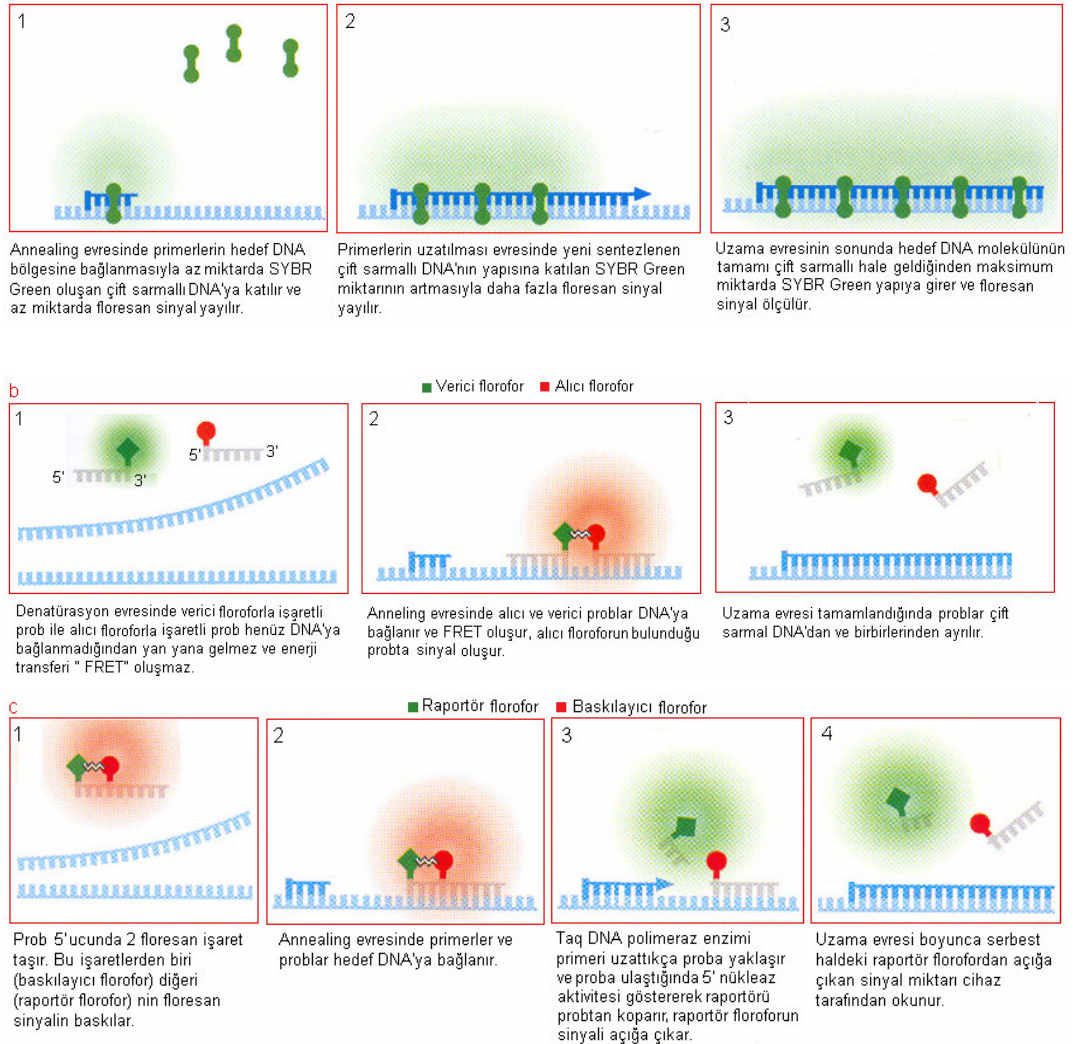 1
2
3
Annealing evresinde primerlerin hedef DNA
bölgesine bağlanmasıyla az miktarda SYBR
Green oluşan çift sarmallı DNA'ya katılır ve
az miktarda floresan sinyal yayılır.
Primerlerin uzatılması evresinde yeni sentezlenen
çift sarmallı DNA'nın yapısına katılan SYBR Green
miktarının artmasıyla daha fazla floresan sinyal
yayılır.
Uzama evresinin sonunda hedef DNA molekülünün
tamamı çift sarmallı hale geldiğinden maksimum
miktarda SYBR Green yapıya girer ve floresan
sinyal ölçülür.
b
Verici florofor Alıcı florofor
1
5' 3' 5' 3'
2
3
Denatürasyon evresinde verici floroforla işaretli
prob ile alıcı floroforla işaretli prob henüz DNA'ya
bağlanmadığından yan yana gelmez ve enerji
transferi " FRET" oluşmaz.
Anneling evresinde alıcı ve verici problar DNA'ya
bağlanır ve FRET oluşur, alıcı floroforun bulunduğu
probta sinyal oluşur.
Uzama evresi tamamlandığında problar çift
sarmal DNA'dan ve birbirlerinden ayrılır.
c
Raportör florofor Baskılayıcı florofor
1
2
3
4
Prob 5'ucunda 2 floresan işaret
taşır. Bu işaretlerden biri
(baskılayıcı florofor) diğeri
(raportör florofor) nin floresan
sinyalin baskılar.
Annealing evresinde primerler ve
problar hedef DNA'ya bağlanır.
Taq DNA polimeraz enzimi
primeri uzattıkça proba yaklaşır
ve proba ulaştığında 5' nükleaz
aktivitesi göstererek raportörü
probtan koparır, raportör floroforun
sinyali açığa çıkar.
Uzama evresi boyunca serbest
haldeki raportör florofordan açığa
çıkan sinyal miktarı cihaz
tarafından okunur.